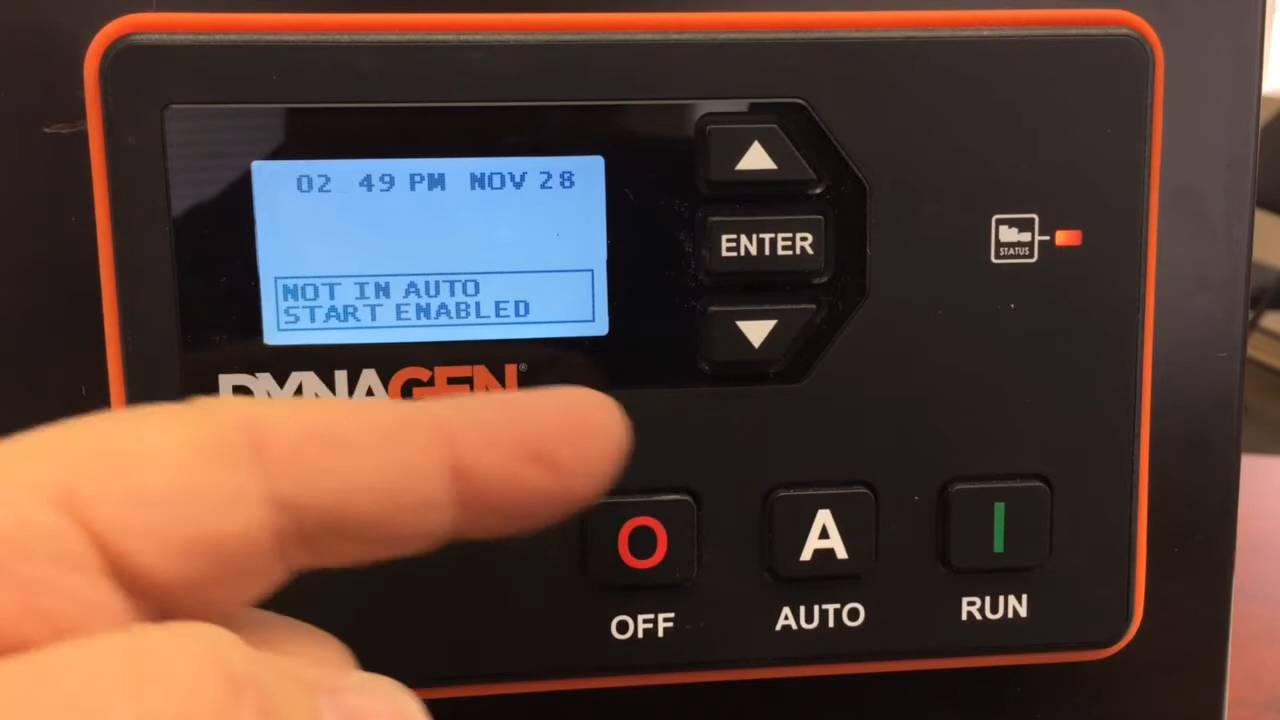 02 49 PM NOV 28
NOT IN AUTO
START ENABLED
DYNAGEN®
ENTER
STATUS
O
A
I
OFF
AUTO
RUN